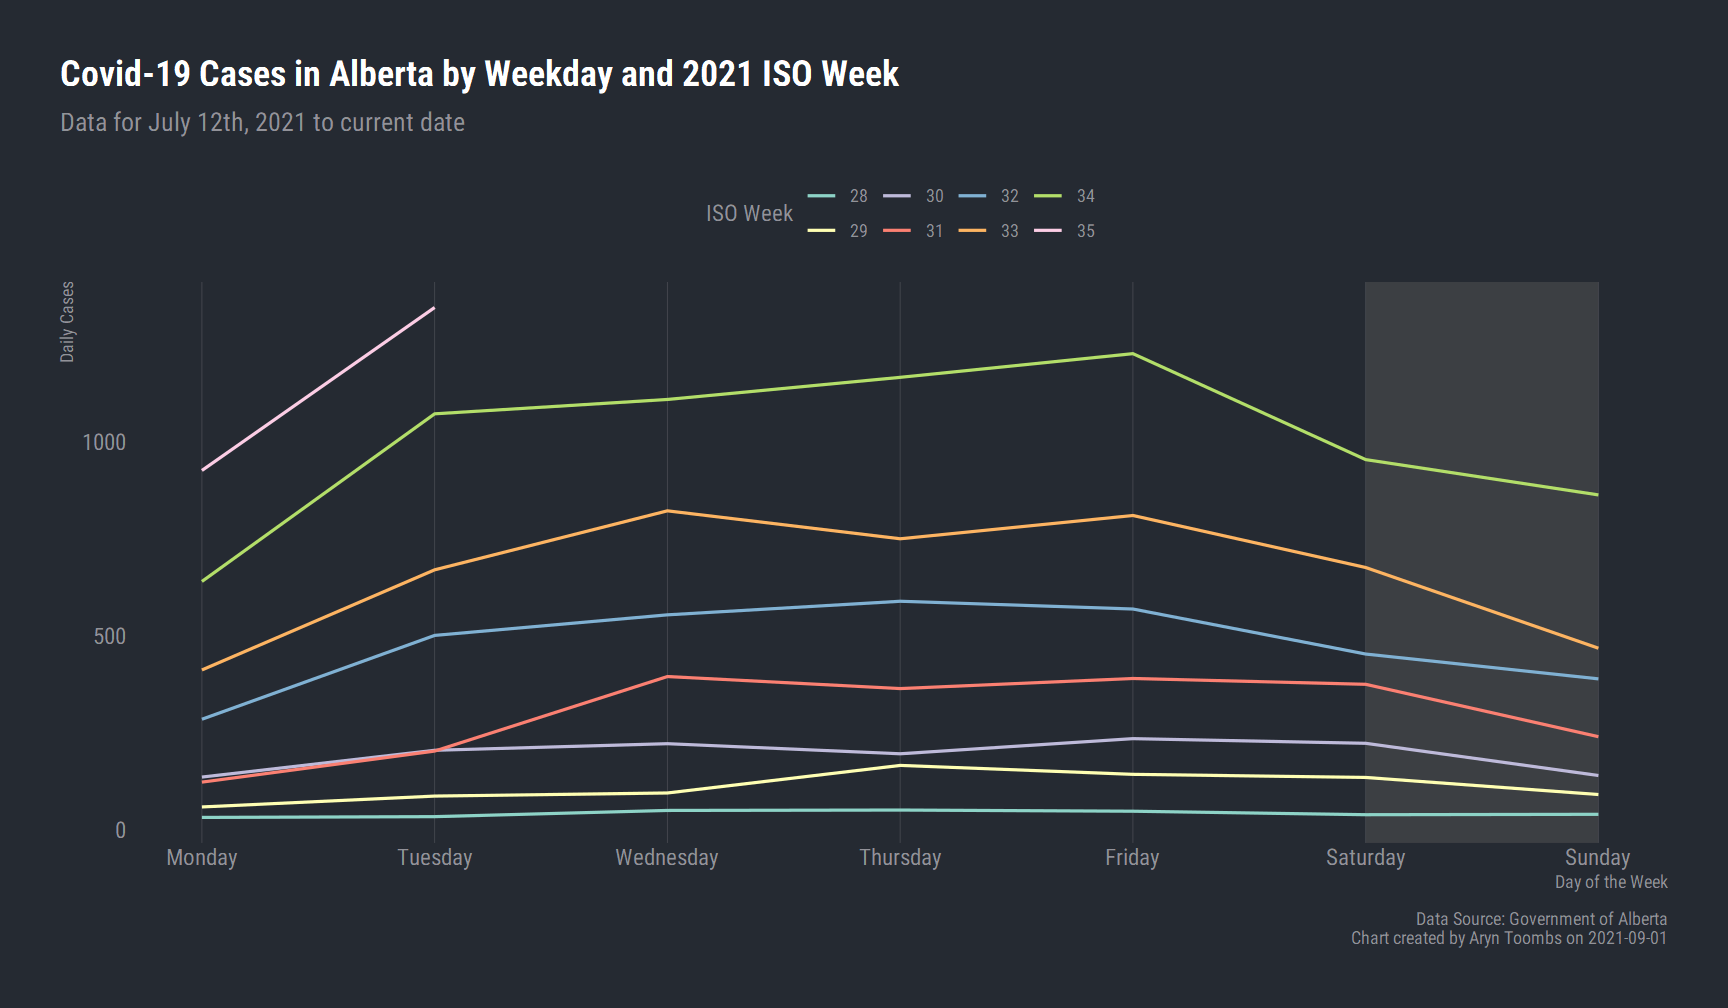 Covid-19 Cases in Alberta by Weekday and 2021 ISO Week
Data for July 12th, 2021 to current date
ISO Week
28 30 32 34
29 31 33 35
Daily Cases
1000
500
0
Monday Tuesday Wednesday Thursday Friday Saturday Sunday
Day of the Week
Data Source: Government of Alberta
Chart created by Aryn Toombs on 2021-09-01